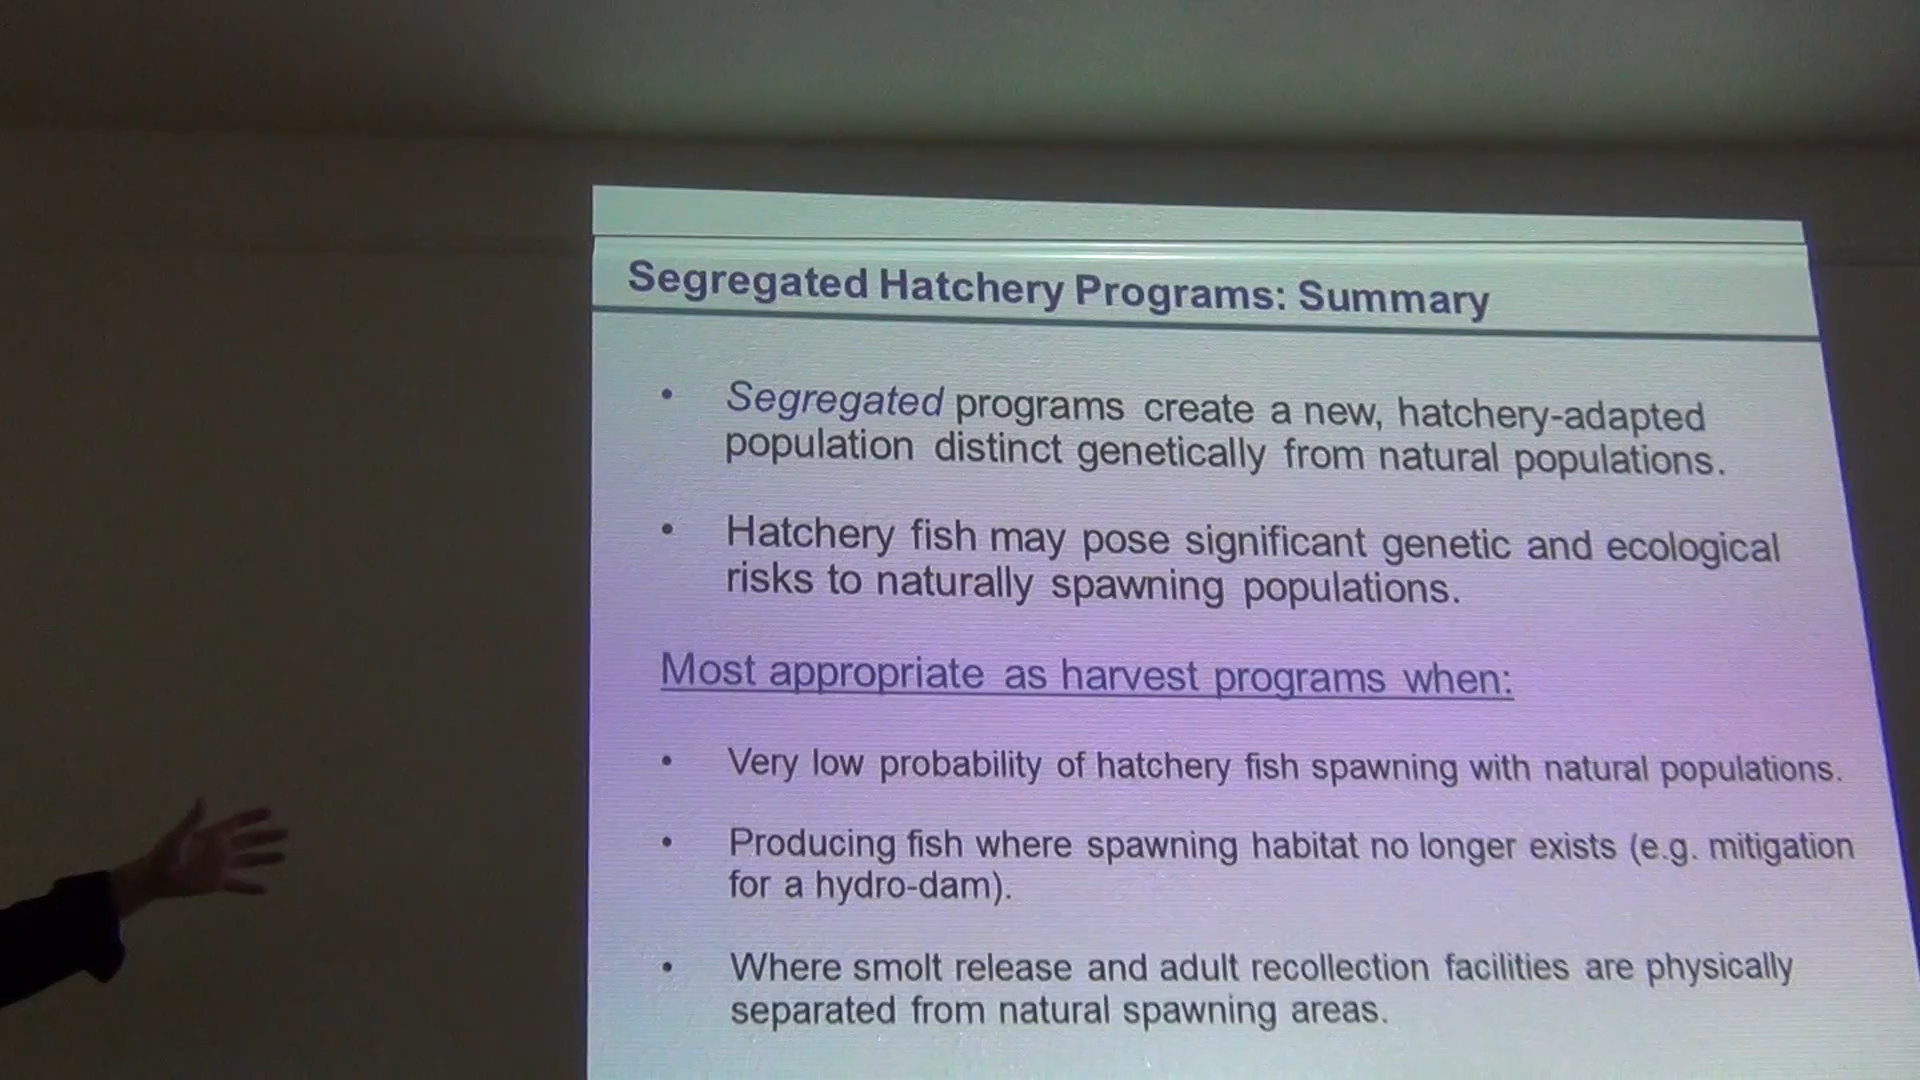 Segregated Hatchery Programs: Summary
• Segregated programs create a new, hatchery-adapted
population distinct genetically from natural populations.
• Hatchery fish may pose significant genetic and ecological
risks to naturally spawning populations.
Most appropriate as harvest programs when:
• Very low probability of hatchery fish spawning with natural populations.
• Producing fish where spawning habitat no longer exists (e.g. mitigation
for a hydro-dam).
• Where smolt release and adult recollection facilities are physically
separated from natural spawning areas.